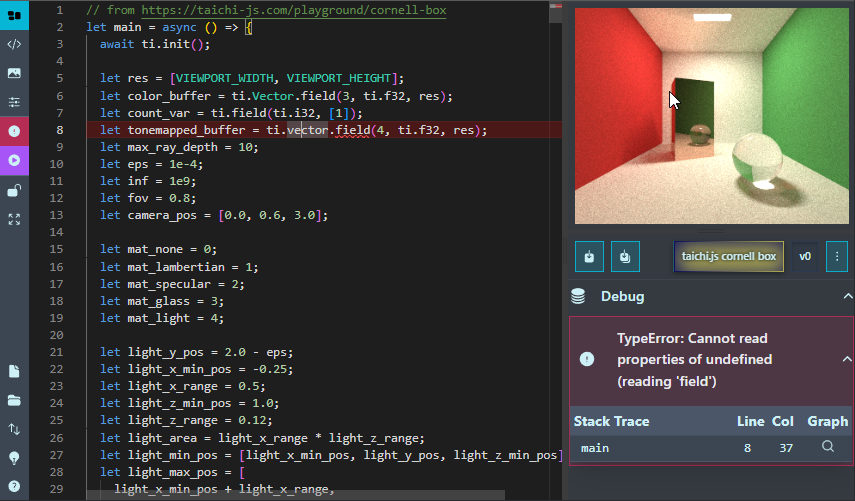 1 // from https://taichi-js.com/playground/cornell-box
2 let main = async () => {
3 await ti.init();
4
5 let res = [VIEWPORT_WIDTH, VIEWPORT_HEIGHT];
6 let color_buffer = ti.Vector.field(3, ti.f32, res);
7 let count_var = ti.field(ti.i32, [1]);
8 let tonemapped_buffer = ti.vector.field(4, ti.f32, res);
9 let max_ray_depth = 10;
10 let eps = 1e-4;
11 let inf = 1e9;
12 let fov = 0.8;
13 let camera_pos = [0.0, 0.6, 3.0];
14
15 let mat_none = 0;
16 let mat_lambertian = 1;
17 let mat_specular = 2;
18 let mat_glass = 3;
19 let mat_light = 4;
20
21 let light_y_pos = 2.0 - eps;
22 let light_x_min_pos = -0.25;
23 let light_x_range = 0.5;
24 let light_z_min_pos = 1.0;
25 let light_z_range = 0.12;
26 let light_area = light_x_range * light_z_range;
27 let light_min_pos = [light_x_min_pos, light_y_pos, light_z_min_pos]
28 let light_max_pos = [
29 light_x_min_pos + light_x_range,
taichi.js cornell box v0
Debug
TypeError: Cannot read
properties of undefined
(reading 'field')
Stack Trace Line Col Graph
main 8 37